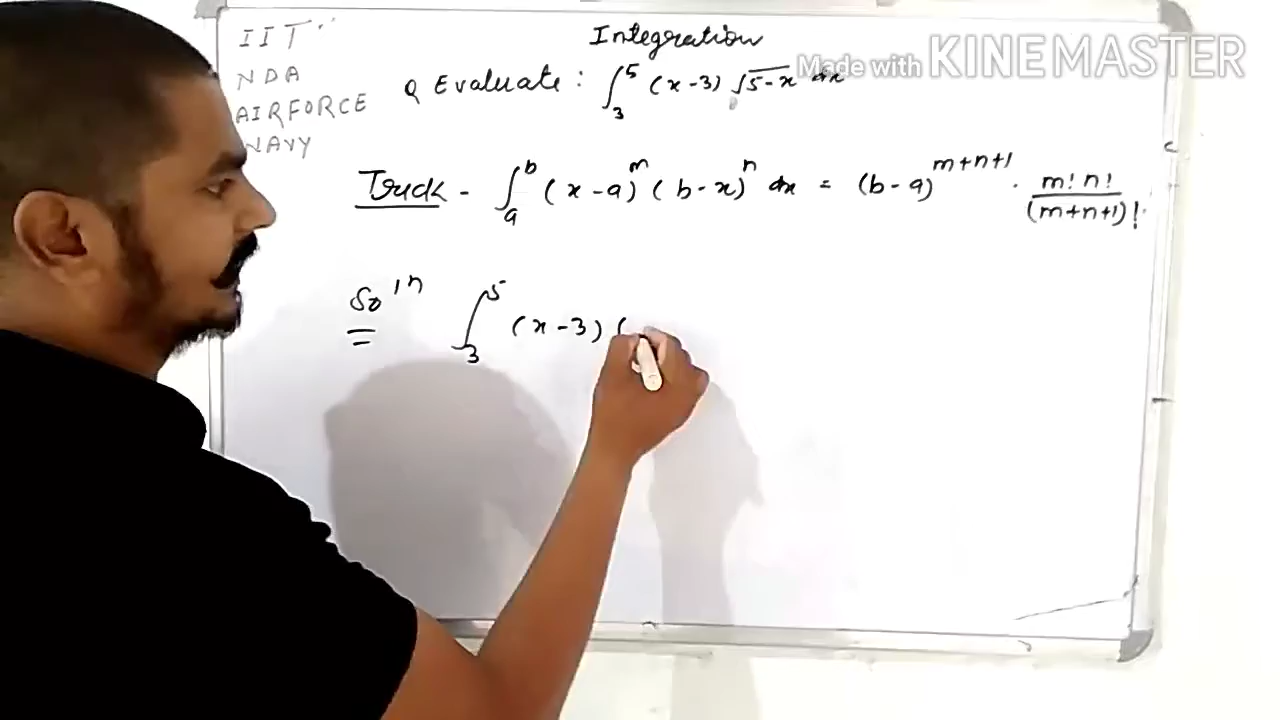 Integration
IIT
NDA
AIRFORCE
NAVY
Made with KINEMASTER
Q Evaluate : ∫₃⁵ (x-3) √5-x dx
Truck - ∫ₐᵇ (x-a)ᵐ (b-x)ⁿ dx = (b-a)ᵐ⁺ⁿ⁺¹ . m! n! / (m+n+1)!
Soln ∫₃⁵ (x-3) (